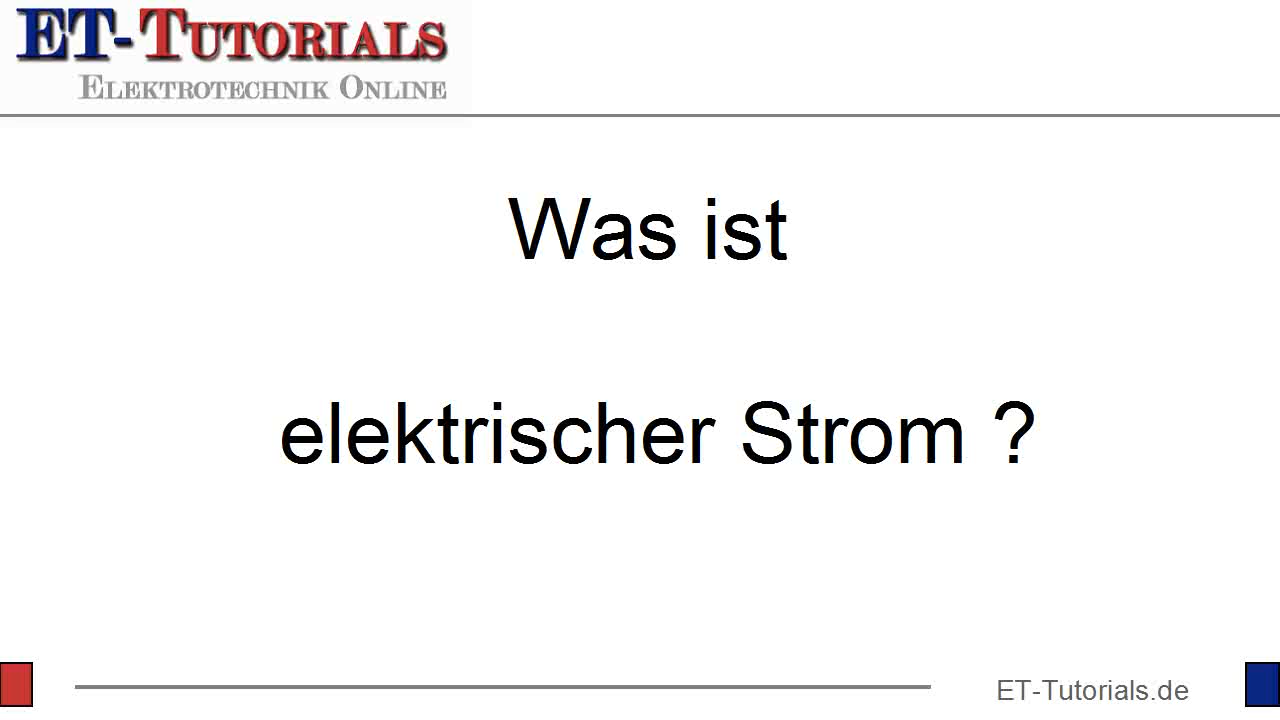 ET-TUTORIALS
ELEKTROTECHNIK ONLINE
Was ist
elektrischer Strom ?
ET-Tutorials.de